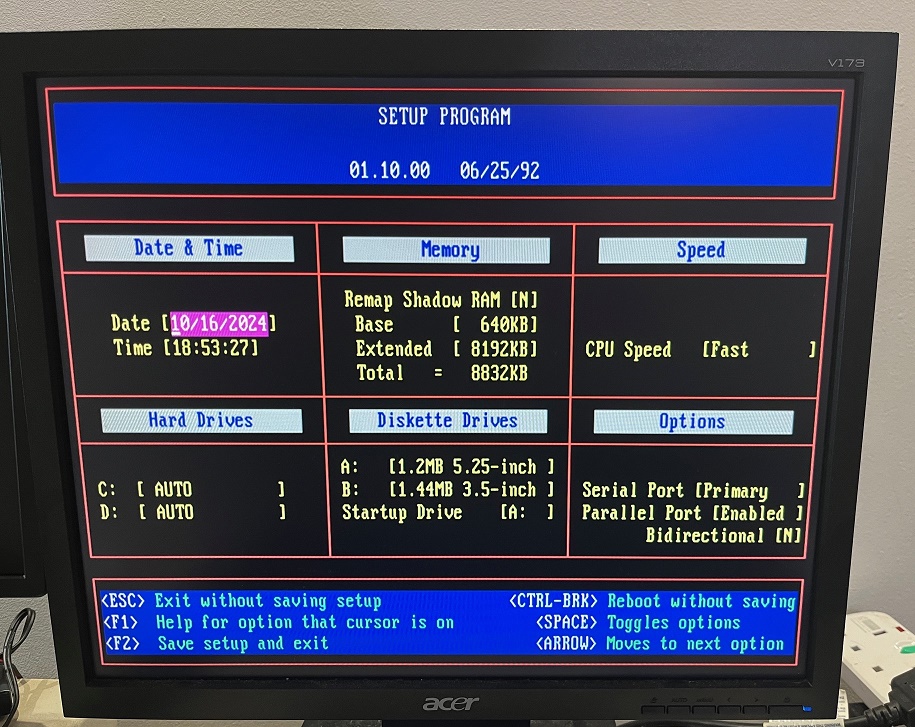 V173
SETUP PROGRAM
01.10.00 06/25/92
Date & Time
Date [10/16/2024]
Time [18:53:27]
Memory
Remap Shadow RAM [N]
Base [ 640KB]
Extended [ 8192KB]
Total = 8832KB
Speed
CPU Speed [Fast ]
Hard Drives
C: [ AUTO ]
D: [ AUTO ]
Diskette Drives
A: [1.2MB 5.25-inch ]
B: [1.44MB 3.5-inch ]
Startup Drive [A: ]
Options
Serial Port [Primary ]
Parallel Port [Enabled ]
Bidirectional [N]
<ESC> Exit without saving setup
<F1> Help for option that cursor is on
<F2> Save setup and exit
<CTRL-BRK> Reboot without saving
<SPACE> Toggles options
<ARROW> Moves to next option
acer